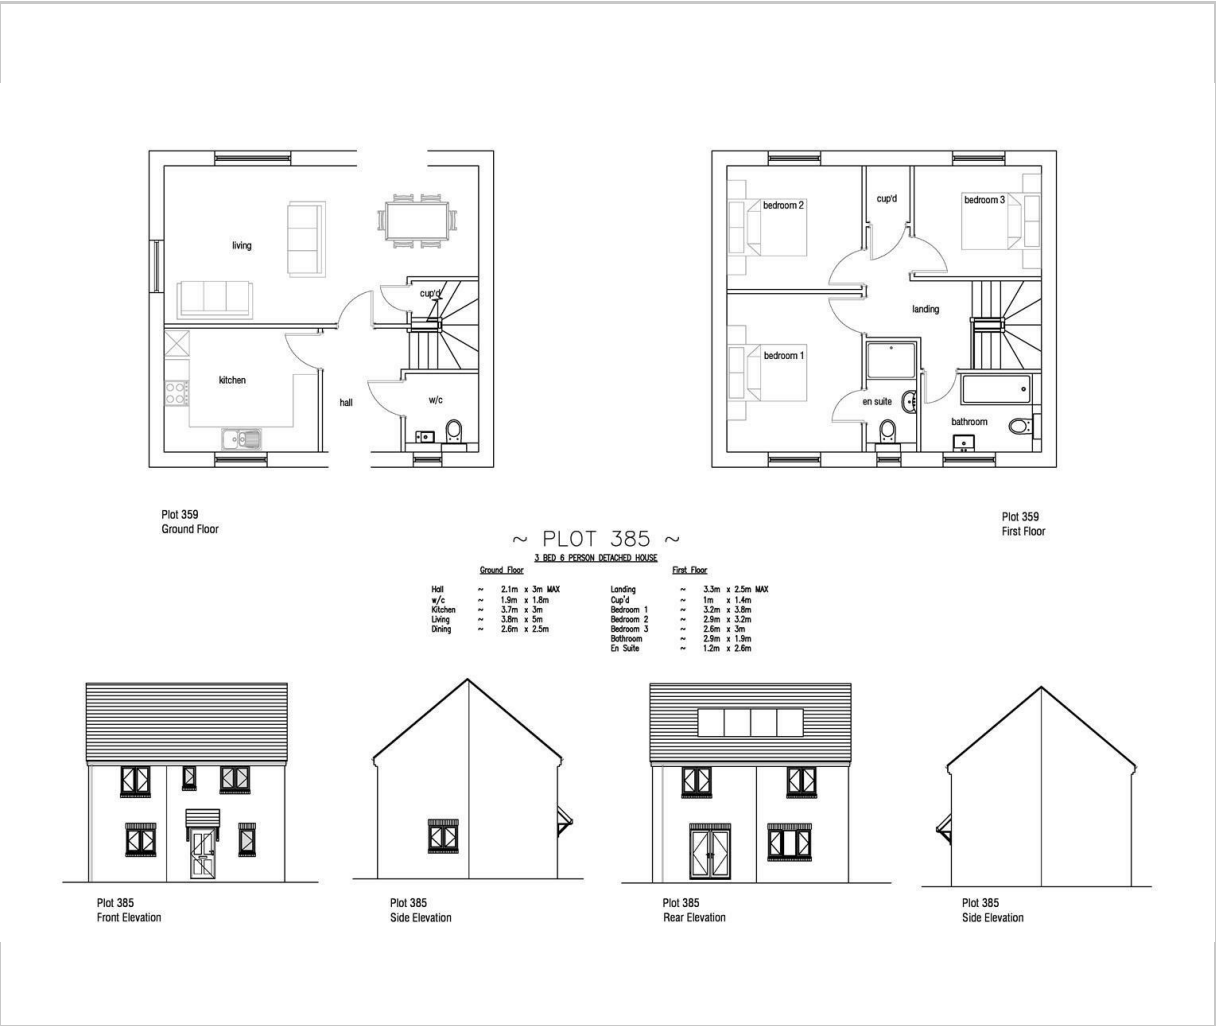 living
cup'd
kitchen
hall
w/c
bedroom 2
cup'd
bedroom 3
landing
bedroom 1
en suite
bathroom
Plot 359
Ground Floor
Plot 359
First Floor
~ PLOT 385 ~
3 BED 6 PERSON DETACHED HOUSE
Ground Floor
Hall ~ 2.1m x 3m MAX
w/c ~ 1.9m x 1.8m
Kitchen ~ 3.7m x 3m
Living ~ 3.8m x 5m
Dining ~ 2.6m x 2.5m
First Floor
Landing ~ 3.3m x 2.5m MAX
Cup'd ~ 1m x 1.4m
Bedroom 1 ~ 3.2m x 3.8m
Bedroom 2 ~ 2.9m x 3.2m
Bedroom 3 ~ 2.6m x 3m
Bathroom ~ 2.9m x 1.9m
En Suite ~ 1.2m x 2.6m
Plot 385
Front Elevation
Plot 385
Side Elevation
Plot 385
Rear Elevation
Plot 385
Side Elevation